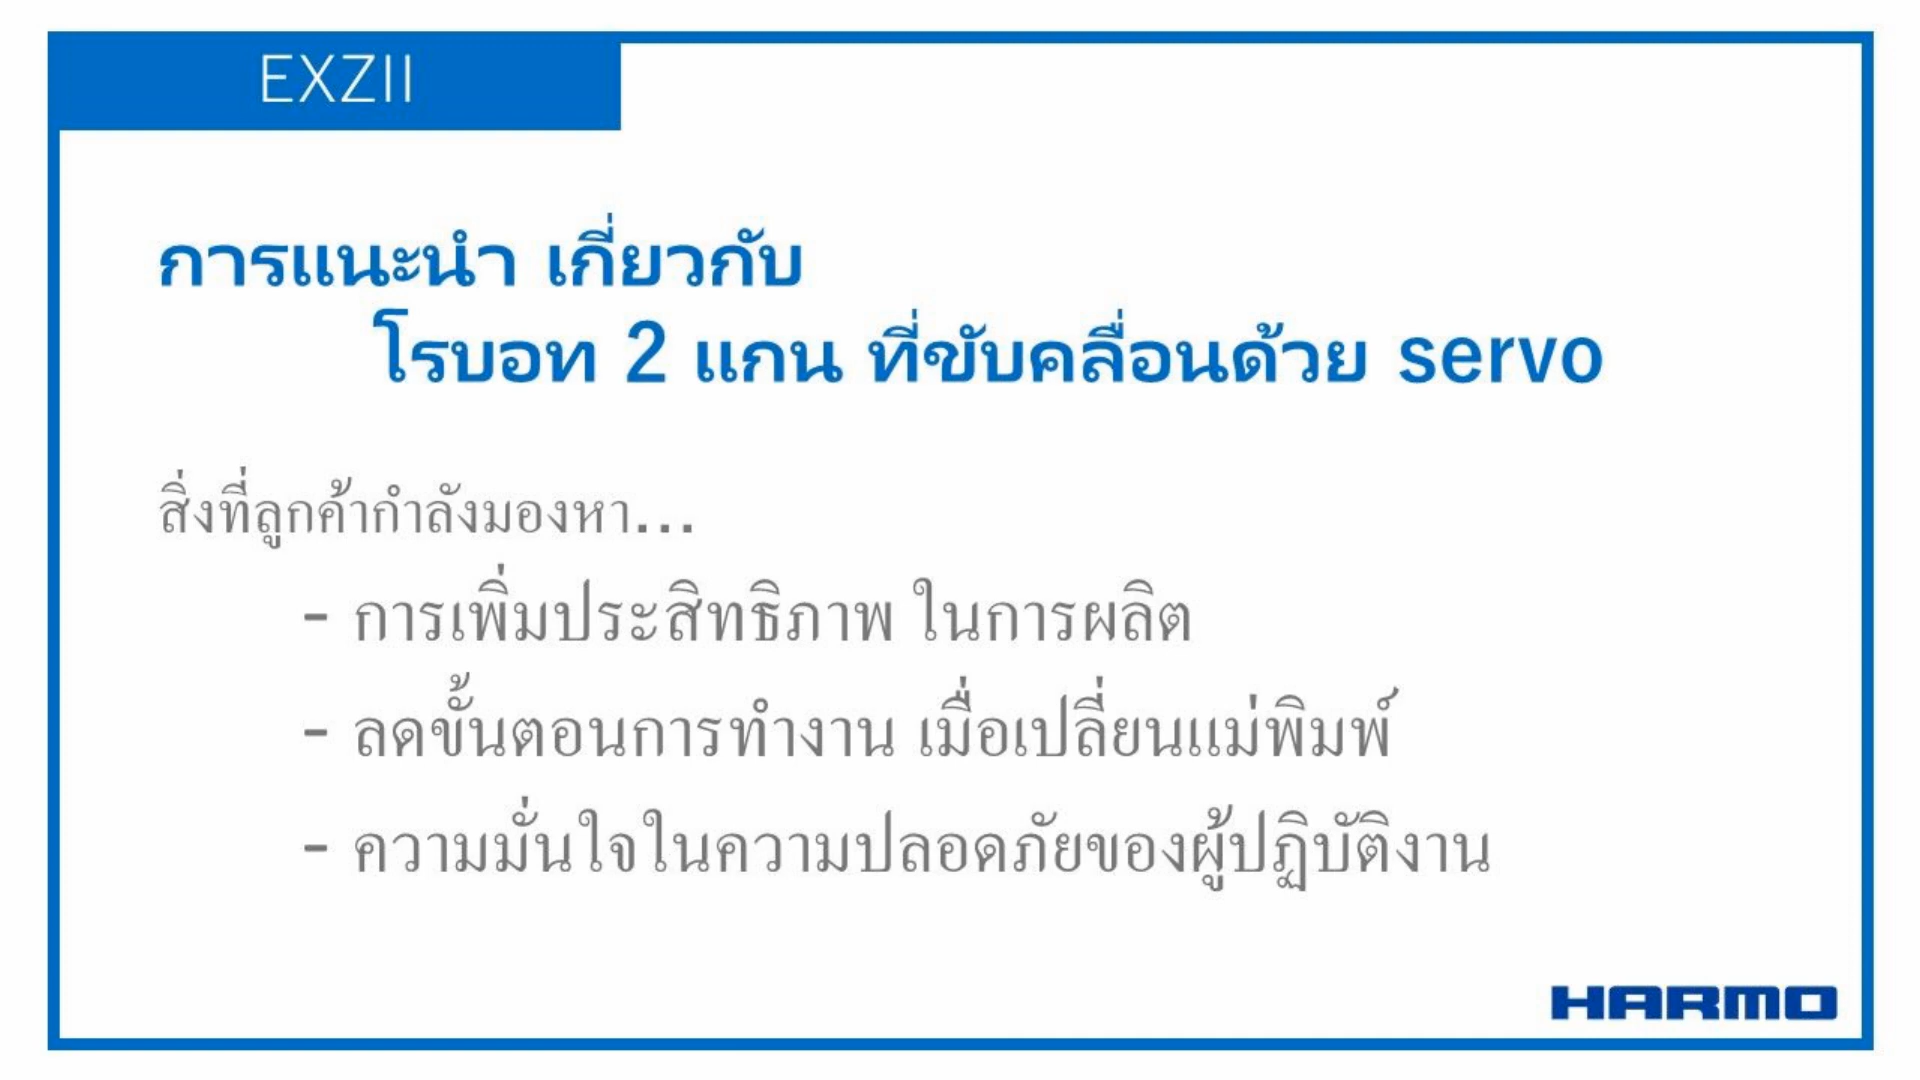 EXZII
การแนะนำ เกี่ยวกับ
โรบอท 2 แกน ที่ขับคลื่อนด้วย servo
สิ่งที่ลูกค้ากำลังมองหา...
- การเพิ่มประสิทธิภาพ ในการผลิต
- ลดขั้นตอนการทำงาน เมื่อเปลี่ยนแม่พิมพ์
- ความมั่นใจในความปลอดภัยของผู้ปฏิบัติงาน
HARMO